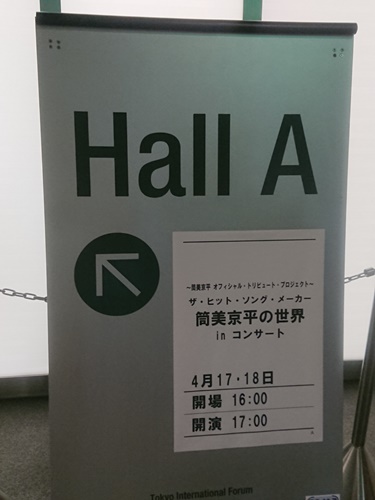 Hall A
～筒美京平 オフィシャル・トリビュート・プロジェクト～
ザ・ヒット・ソング・メーカー
筒美京平の世界
in コンサート
4月17・18日
開場 16:00
開演 17:00
Tokyo International Forum